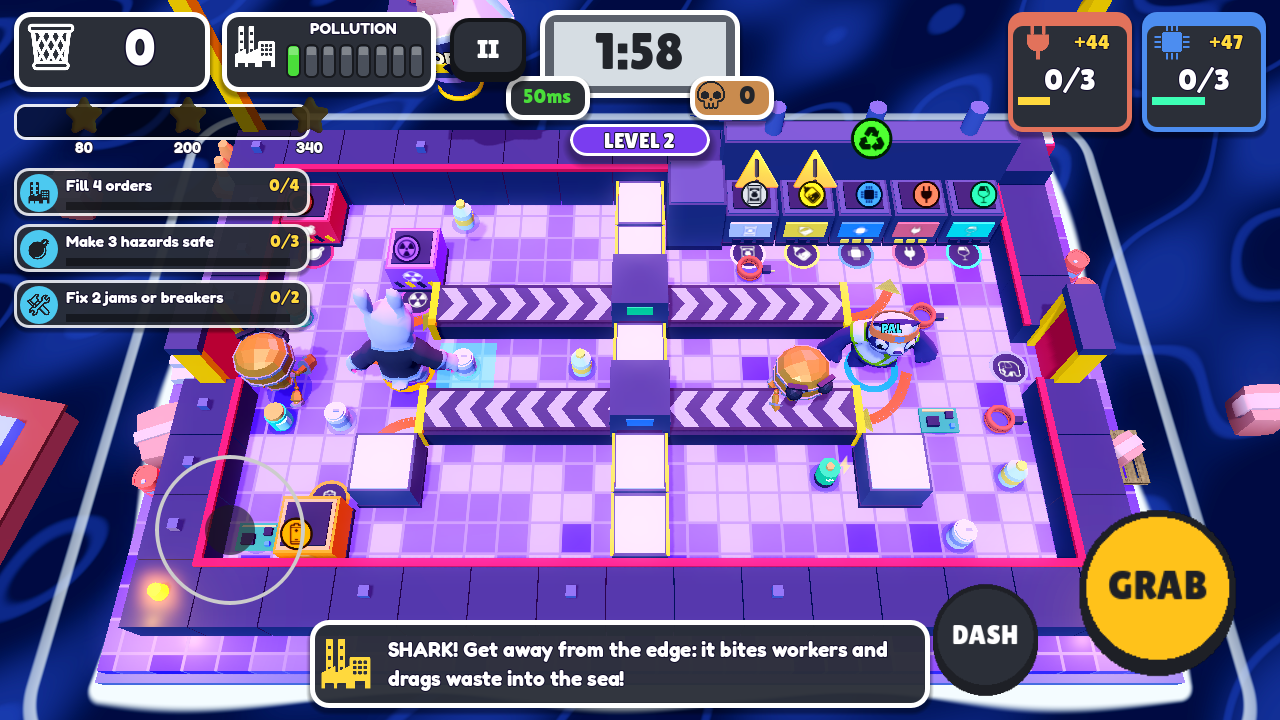 0
POLLUTION
II
1:58
50ms
0
LEVEL 2
+44
0/3
+47
0/3
80
200
340
Fill 4 orders
0/4
Make 3 hazards safe
0/3
Fix 2 jams or breakers
0/2
PAL
SHARK! Get away from the edge: it bites workers and
drags waste into the sea!
DASH
GRAB